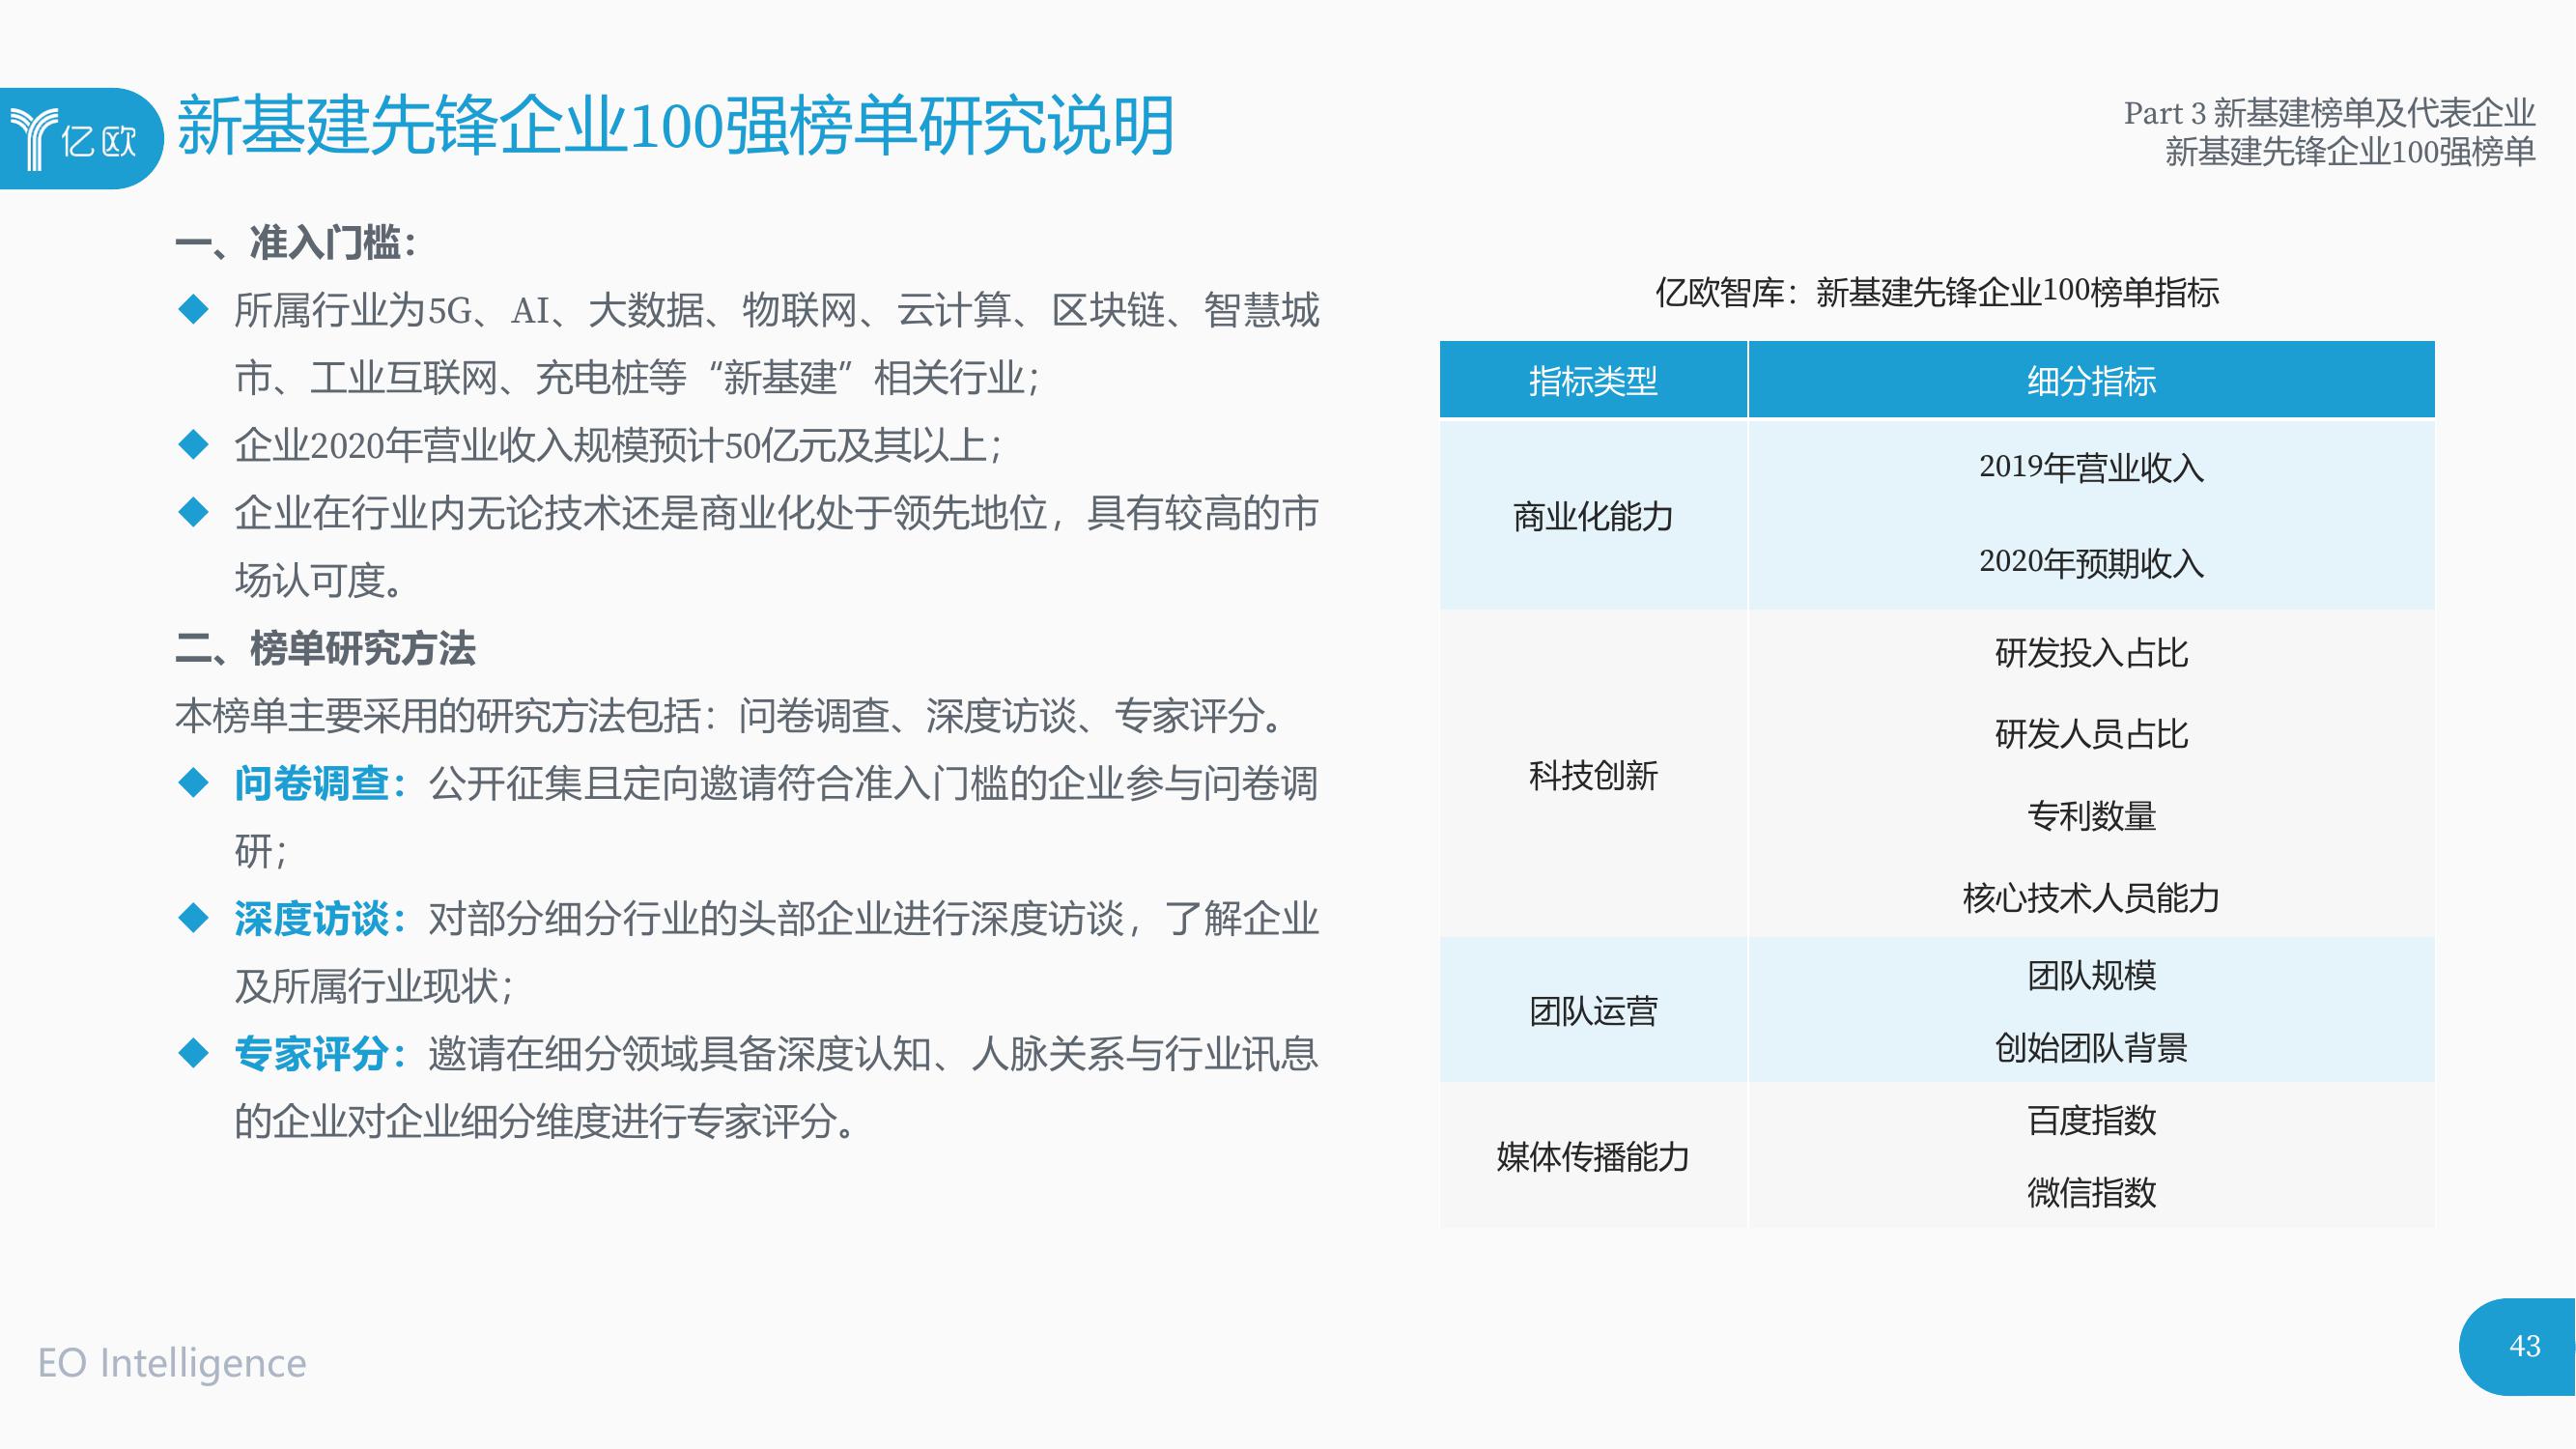 亿欧
新基建先锋企业100强榜单研究说明
Part 3 新基建榜单及代表企业
新基建先锋企业100强榜单
一、准入门槛：
◆ 所属行业为5G、AI、大数据、物联网、云计算、区块链、智慧城
市、工业互联网、充电桩等“新基建”相关行业；
◆ 企业2020年营业收入规模预计50亿元及其以上；
◆ 企业在行业内无论技术还是商业化处于领先地位，具有较高的市
场认可度。
二、榜单研究方法
本榜单主要采用的研究方法包括：问卷调查、深度访谈、专家评分。
◆ 问卷调查：公开征集且定向邀请符合准入门槛的企业参与问卷调
研；
◆ 深度访谈：对部分细分行业的头部企业进行深度访谈，了解企业
及所属行业现状；
◆ 专家评分：邀请在细分领域具备深度认知、人脉关系与行业讯息
的企业对企业细分维度进行专家评分。
亿欧智库：新基建先锋企业100榜单指标
指标类型 细分指标
商业化能力
2019年营业收入
2020年预期收入
科技创新
研发投入占比
研发人员占比
专利数量
核心技术人员能力
团队运营
团队规模
创始团队背景
媒体传播能力
百度指数
微信指数
EO Intelligence
43